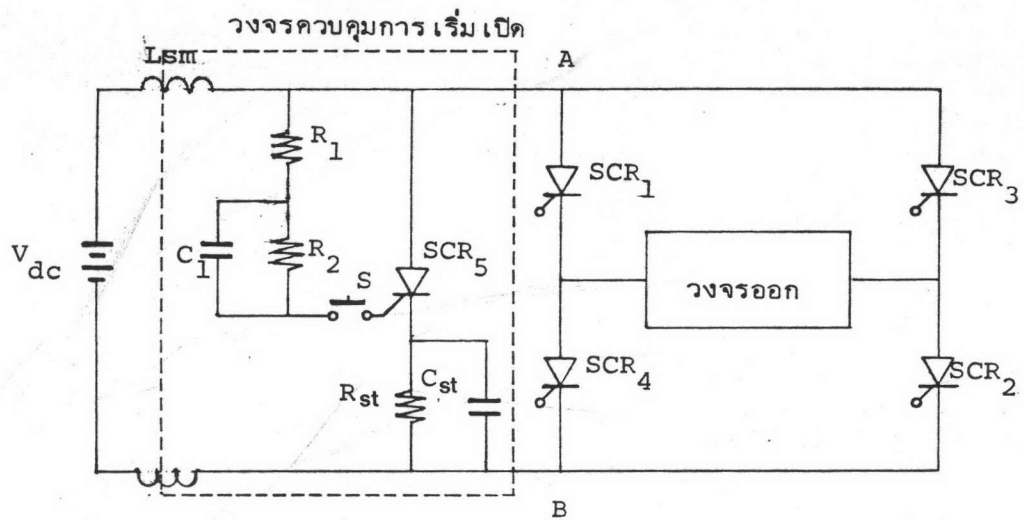 วงจรควบคุมการเริ่มเปิด
Lsm
A
R1
SCR1
SCR3
C1
R2
SCR5
Vdc
S
วงจรออก
Rst
Cst
SCR4
SCR2
B